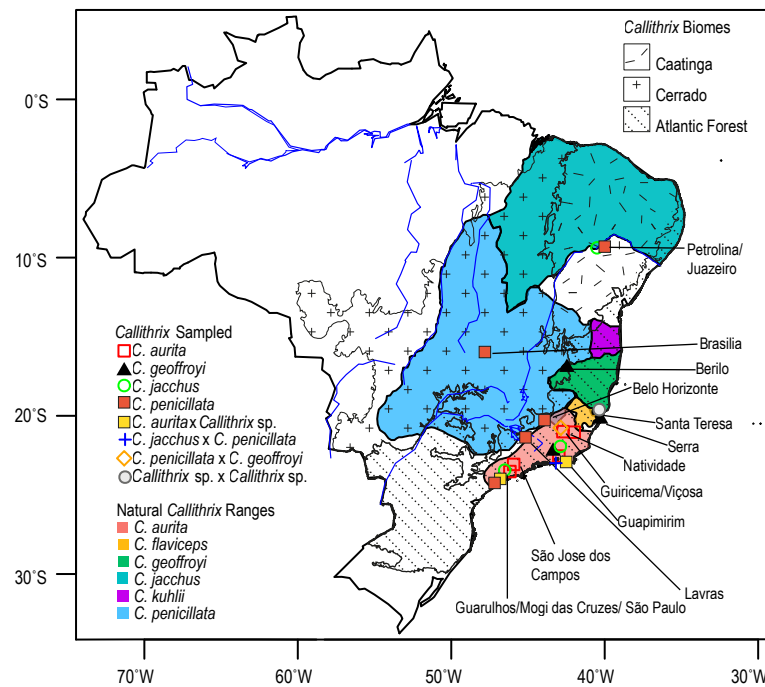 Callithrix Biomes
Caatinga
Cerrado
Atlantic Forest
0°S
10°S
20°S
30°S
Petrolina/
Juazeiro
Brasilia
Berilo
Belo Horizonte
Santa Teresa
Serra
Natividade
Guiricema/Viçosa
Guapimirim
São Jose dos
Campos
Lavras
Guarulhos/Mogi das Cruzes/ São Paulo
Callithrix Sampled
C. aurita
C. geoffroyi
C. jacchus
C. penicillata
C. aurita x Callithrix sp.
C. jacchus x C. penicillata
C. penicillata x C. geoffroyi
Callithrix sp. x Callithrix sp.
Natural Callithrix Ranges
C. aurita
C. flaviceps
C. geoffroyi
C. jacchus
C. kuhlii
C. penicillata
70°W
60°W
50°W
40°W
30°W